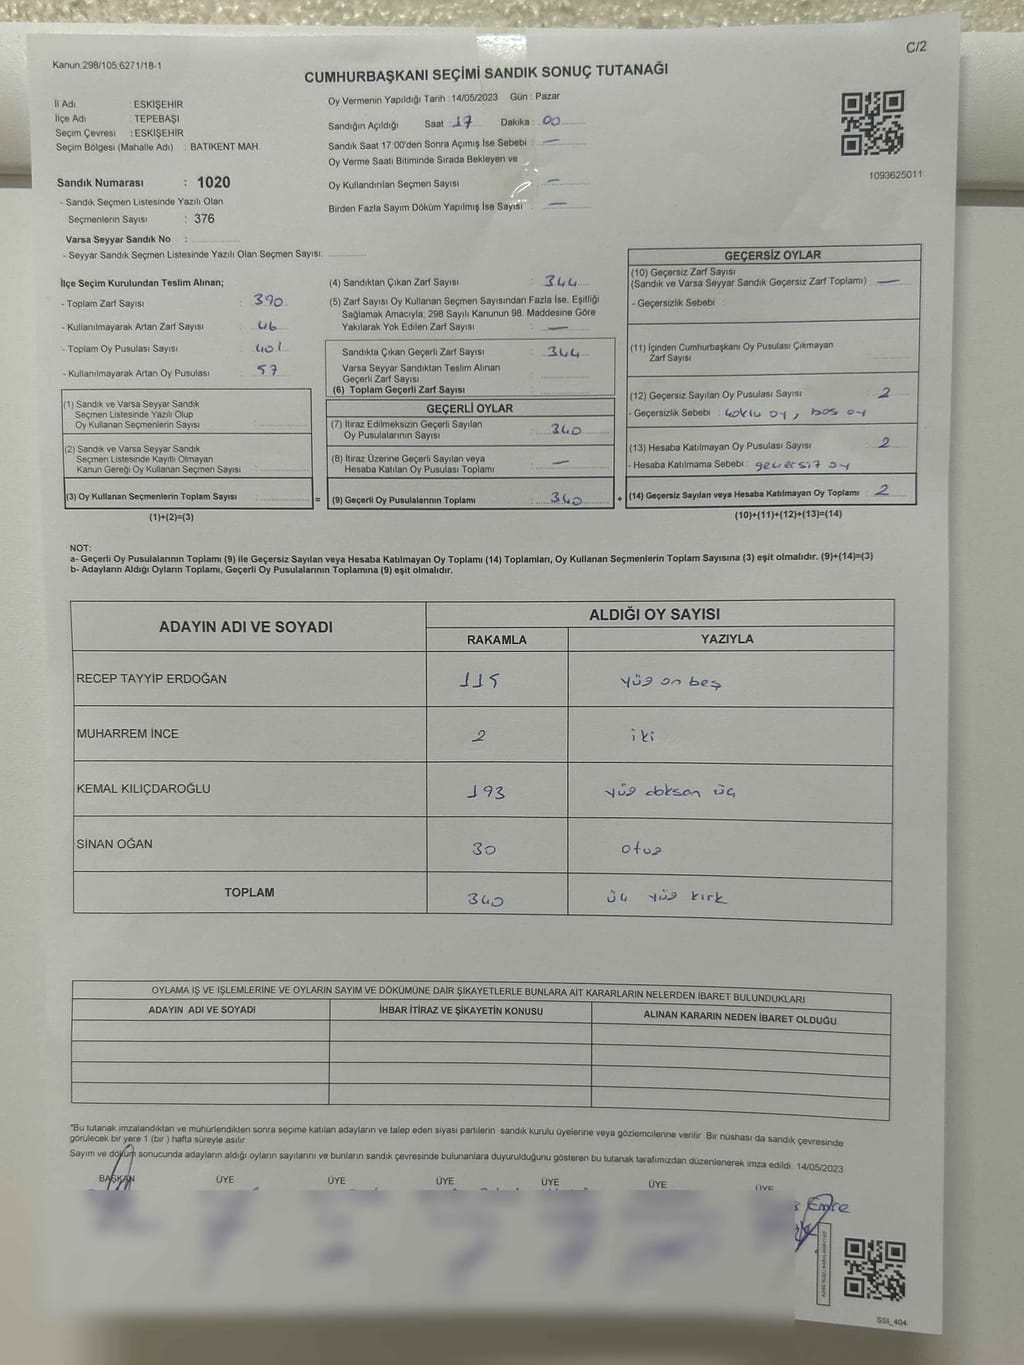 C/2
Kanun:298/105,6271/18-1
CUMHURBAŞKANI SEÇİMİ SANDIK SONUÇ TUTANAĞI
İl Adı : ESKİŞEHİR
İlçe Adı : TEPEBAŞI
Seçim Çevresi : ESKİŞEHİR
Seçim Bölgesi (Mahalle Adı) : BATIKENT MAH.
Sandık Numarası : 1020
- Sandık Seçmen Listesinde Yazılı Olan
Seçmenlerin Sayısı : 376
Varsa Seyyar Sandık No :
- Seyyar Sandık Seçmen Listesinde Yazılı Olan Seçmen Sayısı:
Oy Vermenin Yapıldığı Tarih : 14/05/2023 Gün : Pazar
Sandığın Açıldığı Saat : 17 Dakika : 00
Sandık Saat 17:00'den Sonra Açımış İse Sebebi : —
Oy Verme Saati Bitiminde Sırada Bekleyen ve
Oy Kullandırılan Seçmen Sayısı : —
Birden Fazla Sayım Döküm Yapılmış İse Sayısı : —
1093625011
İlçe Seçim Kurulundan Teslim Alınan;
- Toplam Zarf Sayısı : 390
- Kullanılmayarak Artan Zarf Sayısı : 46
- Toplam Oy Pusulası Sayısı : 401
- Kullanılmayarak Artan Oy Pusulası : 57
(1) Sandık ve Varsa Seyyar Sandık
Seçmen Listesinde Yazılı Olup
Oy Kullanan Seçmenlerin Sayısı :
(2) Sandık ve Varsa Seyyar Sandık
Seçmen Listesinde Kayıtlı Olmayan
Kanun Gereği Oy Kullanan Seçmen Sayısı :
(3) Oy Kullanan Seçmenlerin Toplam Sayısı : =
(1)+(2)=(3)
(4) Sandıktan Çıkan Zarf Sayısı : 344
(5) Zarf Sayısı Oy Kullanan Seçmen Sayısından Fazla İse, Eşitliği
Sağlamak Amacıyla; 298 Sayılı Kanunun 98. Maddesine Göre
Yakılarak Yok Edilen Zarf Sayısı : —
Sandıkta Çıkan Geçerli Zarf Sayısı : 344
Varsa Seyyar Sandıktan Teslim Alınan
Geçerli Zarf Sayısı :
(6) Toplam Geçerli Zarf Sayısı :
GEÇERLİ OYLAR
(7) İtiraz Edilmeksizin Geçerli Sayılan
Oy Pusulalarının Sayısı : 340
(8) İtiraz Üzerine Geçerli Sayılan veya
Hesaba Katılan Oy Pusulası Toplamı : —
(9) Geçerli Oy Pusulalarının Toplamı : 340 +
GEÇERSİZ OYLAR
(10) Geçersiz Zarf Sayısı
(Sandık ve Varsa Seyyar Sandık Geçersiz Zarf Toplamı) : —
- Geçersizlik Sebebi :
(11) İçinden Cumhurbaşkanı Oy Pusulası Çıkmayan
Zarf Sayısı :
(12) Geçersiz Sayılan Oy Pusulası Sayısı : 2
- Geçersizlik Sebebi : çoklu oy, boş oy
(13) Hesaba Katılmayan Oy Pusulası Sayısı : 2
- Hesaba Katılmama Sebebi : geçersiz oy
(14) Geçersiz Sayılan veya Hesaba Katılmayan Oy Toplamı : 2
(10)+(11)+(12)+(13)=(14)
NOT:
a- Geçerli Oy Pusulalarının Toplamı (9) ile Geçersiz Sayılan veya Hesaba Katılmayan Oy Toplamı (14) Toplamları, Oy Kullanan Seçmenlerin Toplam Sayısına (3) eşit olmalıdır. (9)+(14)=(3)
b- Adayların Aldığı Oyların Toplamı, Geçerli Oy Pusulalarının Toplamına (9) eşit olmalıdır.
ADAYIN ADI VE SOYADI ALDIĞI OY SAYISI
RAKAMLA YAZIYLA
RECEP TAYYİP ERDOĞAN 115 yüz on beş
MUHARREM İNCE 2 iki
KEMAL KILIÇDAROĞLU 193 yüz doksan üç
SİNAN OĞAN 30 otuz
TOPLAM 340 üç yüz kırk
OYLAMA İŞ VE İŞLEMLERİNE VE OYLARIN SAYIM VE DÖKÜMÜNE DAİR ŞİKAYETLERLE BUNLARA AİT KARARLARIN NELERDEN İBARET BULUNDUKLARI
ADAYIN ADI VE SOYADI İHBAR İTİRAZ VE ŞİKAYETİN KONUSU ALINAN KARARIN NEDEN İBARET OLDUĞU
"Bu tutanak imzalandıktan ve mühürlendikten sonra seçime katılan adayların ve talep eden siyasi partilerin sandık kurulu üyelerine veya gözlemcilerine verilir. Bir nüshası da sandık çevresinde
görülecek bir yere 1 (bir ) hafta süreyle asılır
Sayım ve döküm sonucunda adayların aldığı oyların sayılarını ve bunların sandık çevresinde bulunanlara duyurulduğunu gösteren bu tutanak tarafımızdan düzenlenerek imza edildi. 14/05/2023
BAŞKAN ÜYE ÜYE ÜYE ÜYE ÜYE ÜYE
Emre
SSI_404